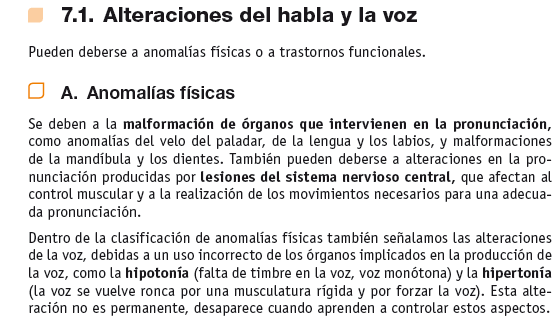 7.1. Alteraciones del habla y la voz
Pueden deberse a anomalías físicas o a trastornos funcionales.
A. Anomalías físicas
Se deben a la malformación de órganos que intervienen en la pronunciación,
como anomalías del velo del paladar, de la lengua y los labios, y malformaciones
de la mandíbula y los dientes. También pueden deberse a alteraciones en la pro-
nunciación producidas por lesiones del sistema nervioso central, que afectan al
control muscular y a la realización de los movimientos necesarios para una adecua-
da pronunciación.
Dentro de la clasificación de anomalías físicas también señalamos las alteraciones
de la voz, debidas a un uso incorrecto de los órganos implicados en la producción de
la voz, como la hipotonía (falta de timbre en la voz, voz monótona) y la hipertonía
(la voz se vuelve ronca por una musculatura rígida y por forzar la voz). Esta alte-
ración no es permanente, desaparece cuando aprenden a controlar estos aspectos.